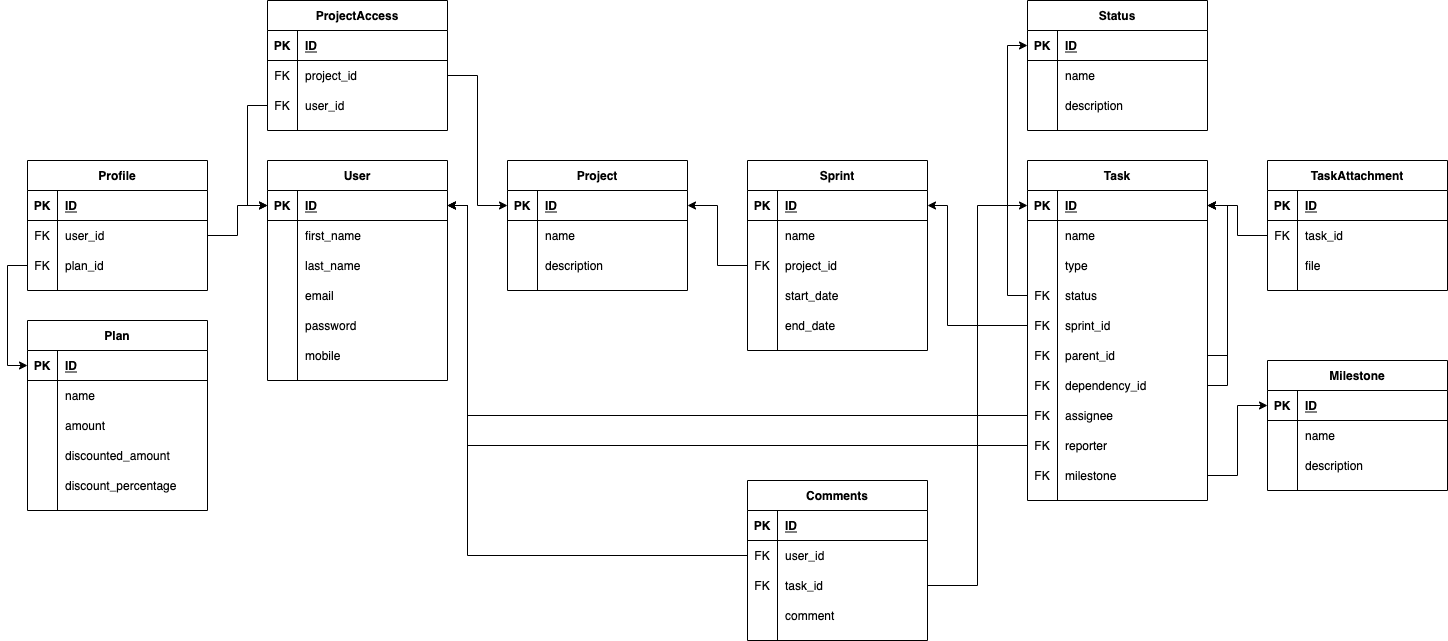 ProjectAccess
PK ID
FK project_id
FK user_id
Status
PK ID
name
description
Profile
PK ID
FK user_id
FK plan_id
User
PK ID
first_name
last_name
email
password
mobile
Project
PK ID
name
description
Sprint
PK ID
name
FK project_id
start_date
end_date
Task
PK ID
name
type
FK status
FK sprint_id
FK parent_id
FK dependency_id
FK assignee
FK reporter
FK milestone
TaskAttachment
PK ID
FK task_id
file
Plan
PK ID
name
amount
discounted_amount
discount_percentage
Milestone
PK ID
name
description
Comments
PK ID
FK user_id
FK task_id
comment